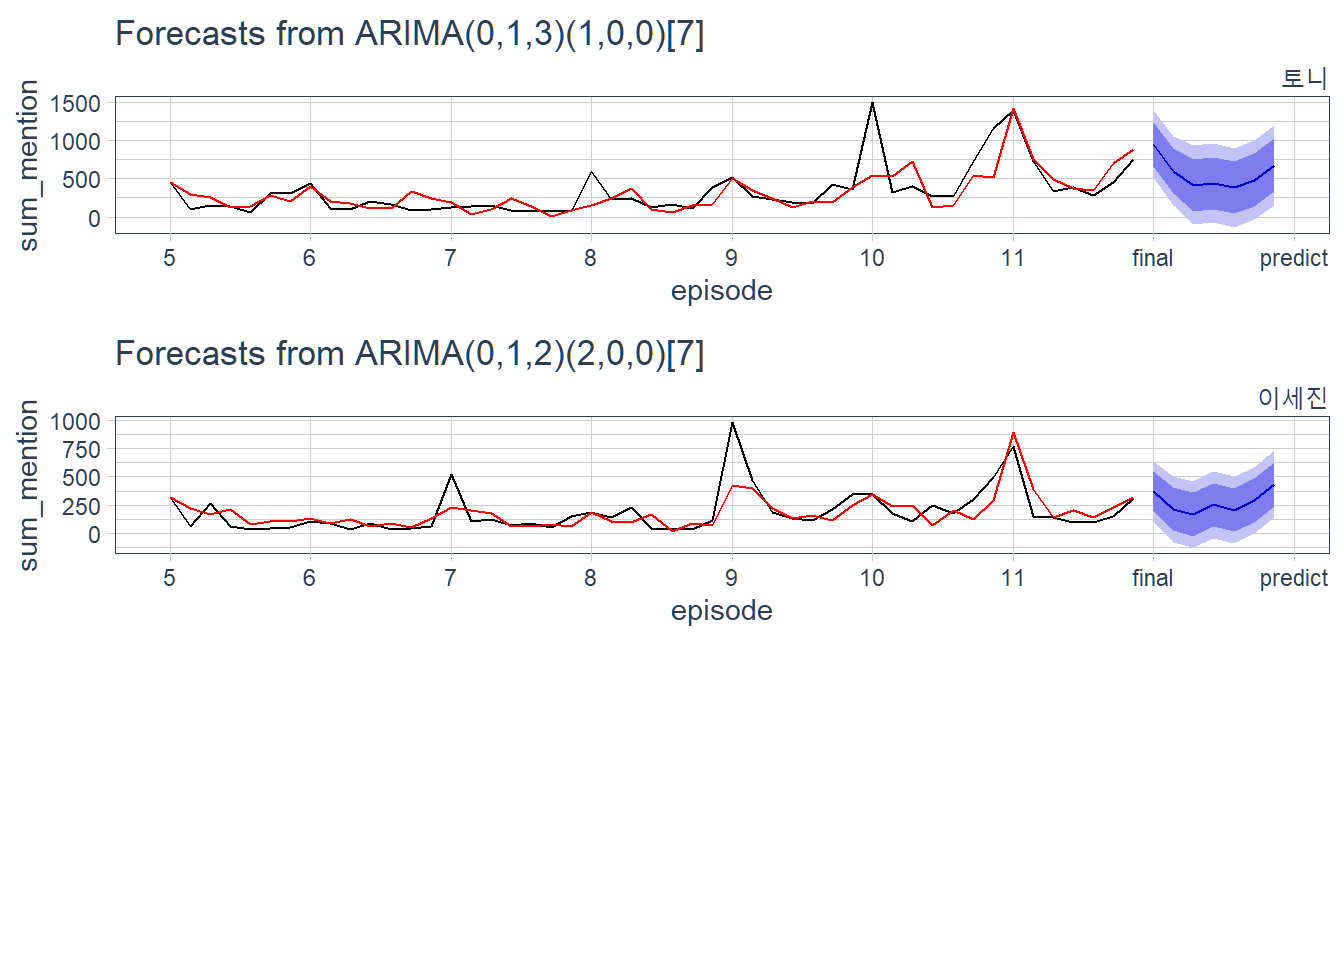 Forecasts from ARIMA(0,1,3)(1,0,0)[7]
토니
sum_mention
1500
1000
500
0
5 6 7 8 9 10 11 final predict
episode
Forecasts from ARIMA(0,1,2)(2,0,0)[7]
이세진
sum_mention
1000
750
500
250
0
5 6 7 8 9 10 11 final predict
episode